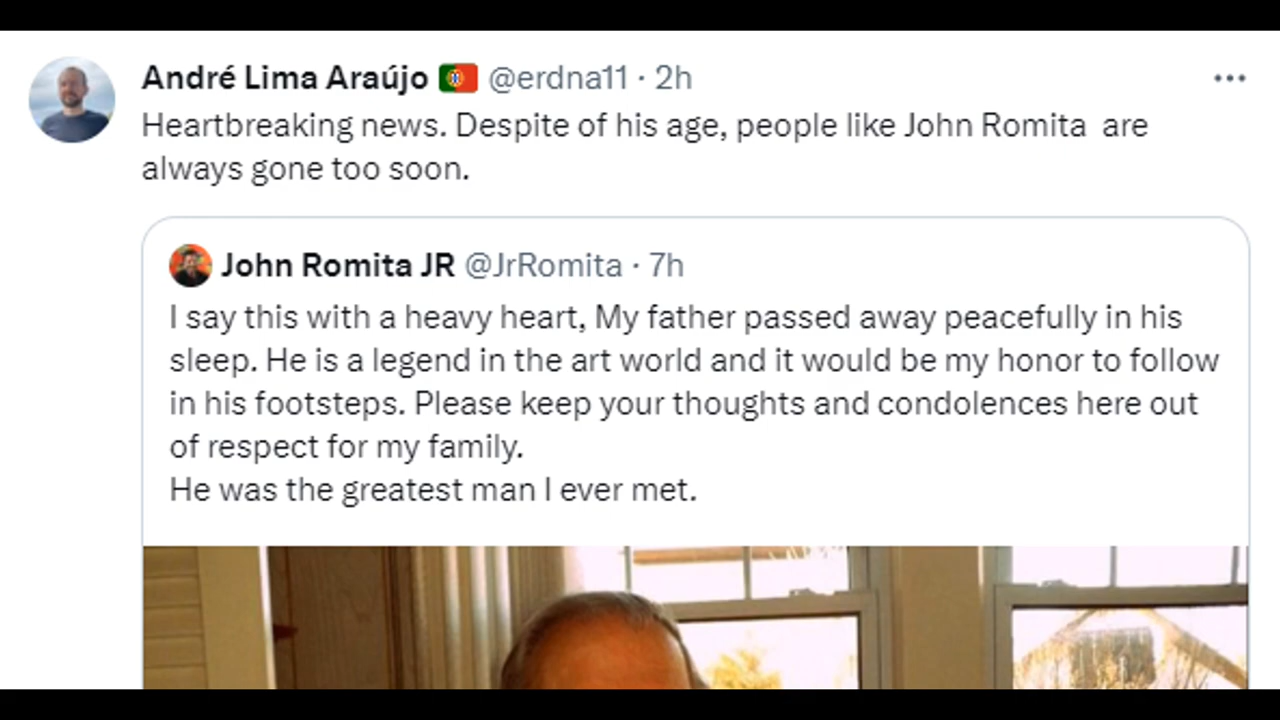 André Lima Araújo 🇵🇹 @erdna11 · 2h
Heartbreaking news. Despite of his age, people like John Romita  are
always gone too soon.
John Romita JR @JrRomita · 7h
I say this with a heavy heart, My father passed away peacefully in his
sleep. He is a legend in the art world and it would be my honor to follow
in his footsteps. Please keep your thoughts and condolences here out
of respect for my family.
He was the greatest man I ever met.